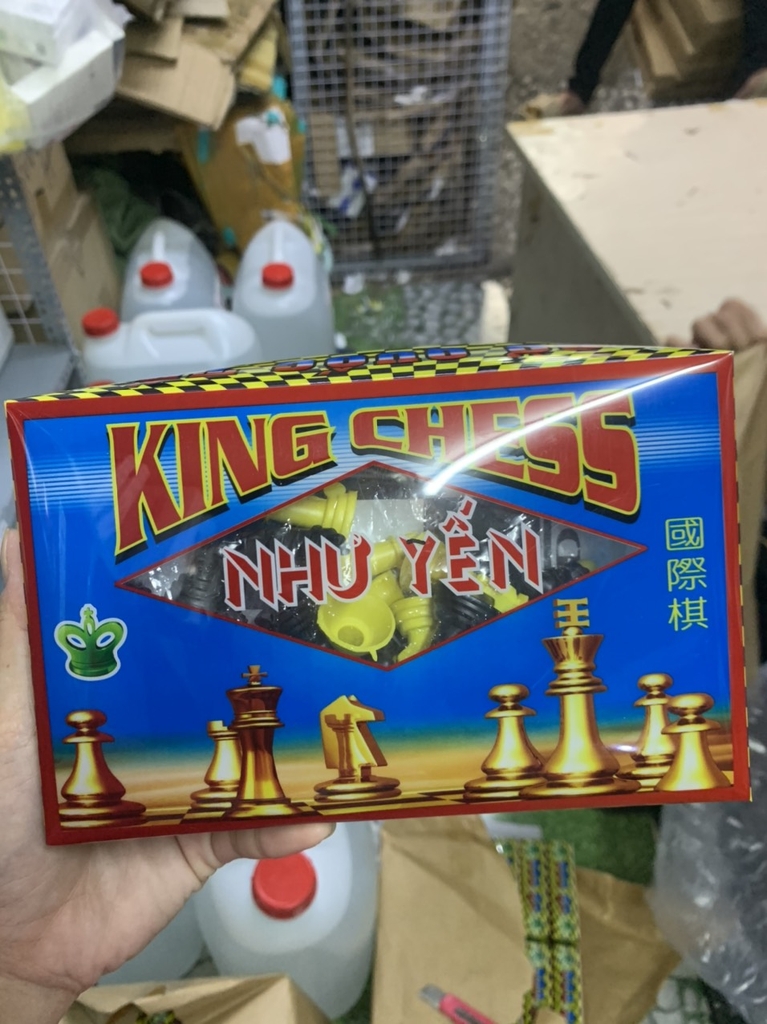 KING CHESS
NHƯ YẾN
國際棋